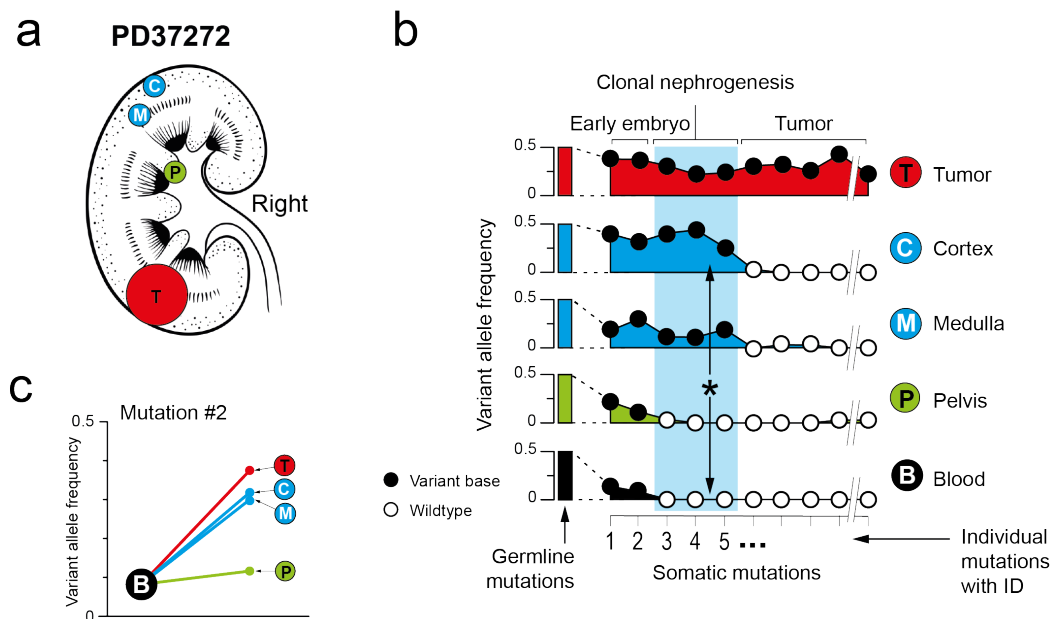 a
PD37272
C
M
P
T
Right
b
Clonal nephrogenesis
Early embryo
Tumor
Variant allele frequency
0.5
0
T Tumor
0.5
0
C Cortex
0.5
0
M Medulla
0.5
0
P Pelvis
0.5
0
B Blood
*
Variant base
Wildtype
1 2 3 4 5 ...
Germline
mutations
Somatic mutations
Individual
mutations
with ID
c
Mutation #2
Variant allele frequency
0.5
0
B
T
C
M
P